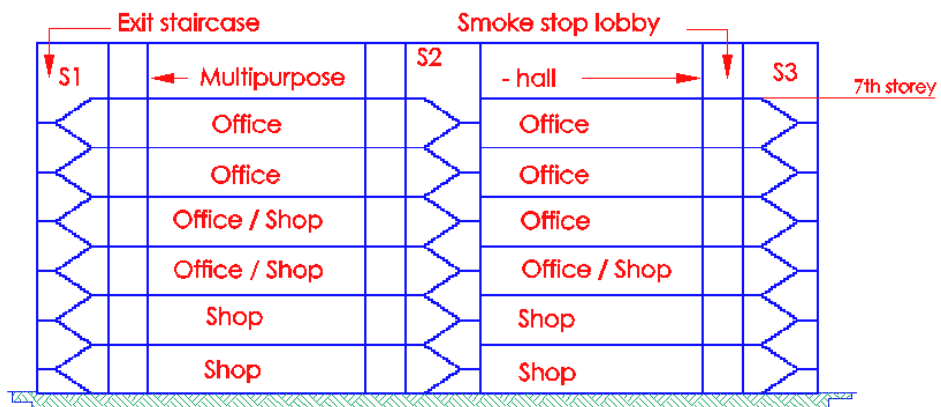 Exit staircase Smoke stop lobby
S1 Multipurpose S2 - hall S3
7th storey
Office Office
Office Office
Office / Shop Office
Office / Shop Office / Shop
Shop Shop
Shop Shop